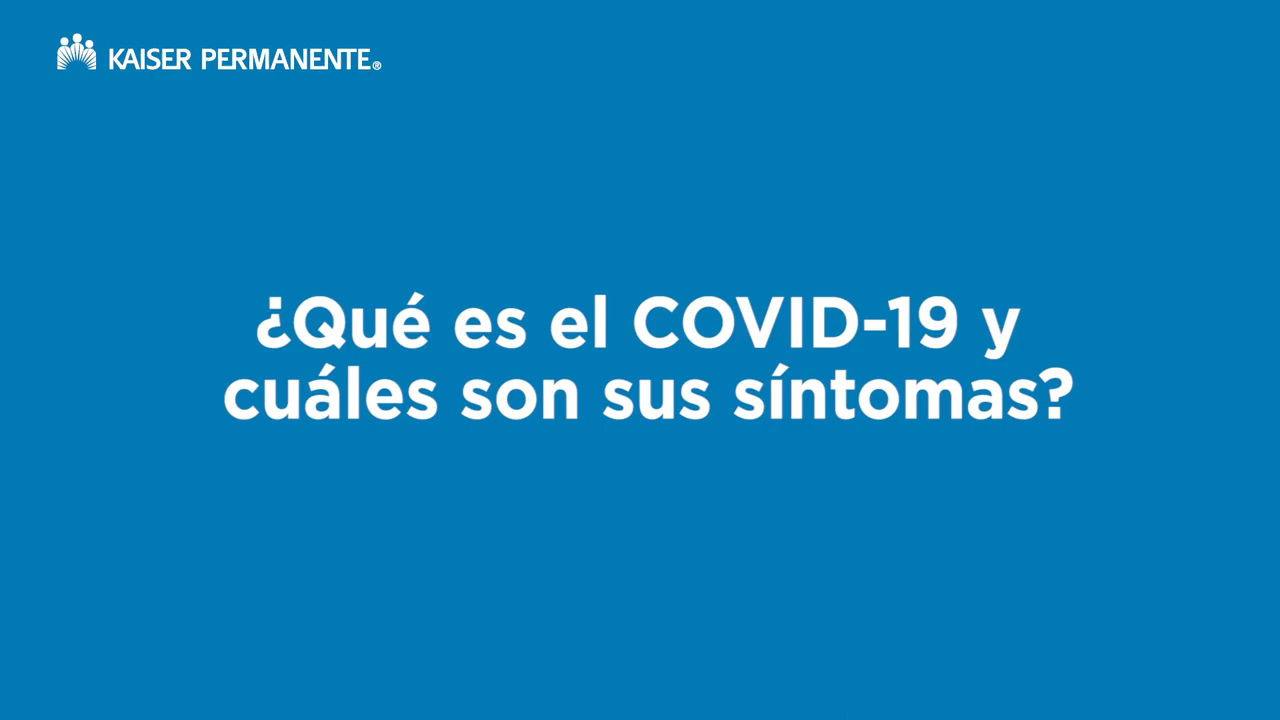 KAISER PERMANENTE®
¿Qué es el COVID-19 y
cuáles son sus síntomas?